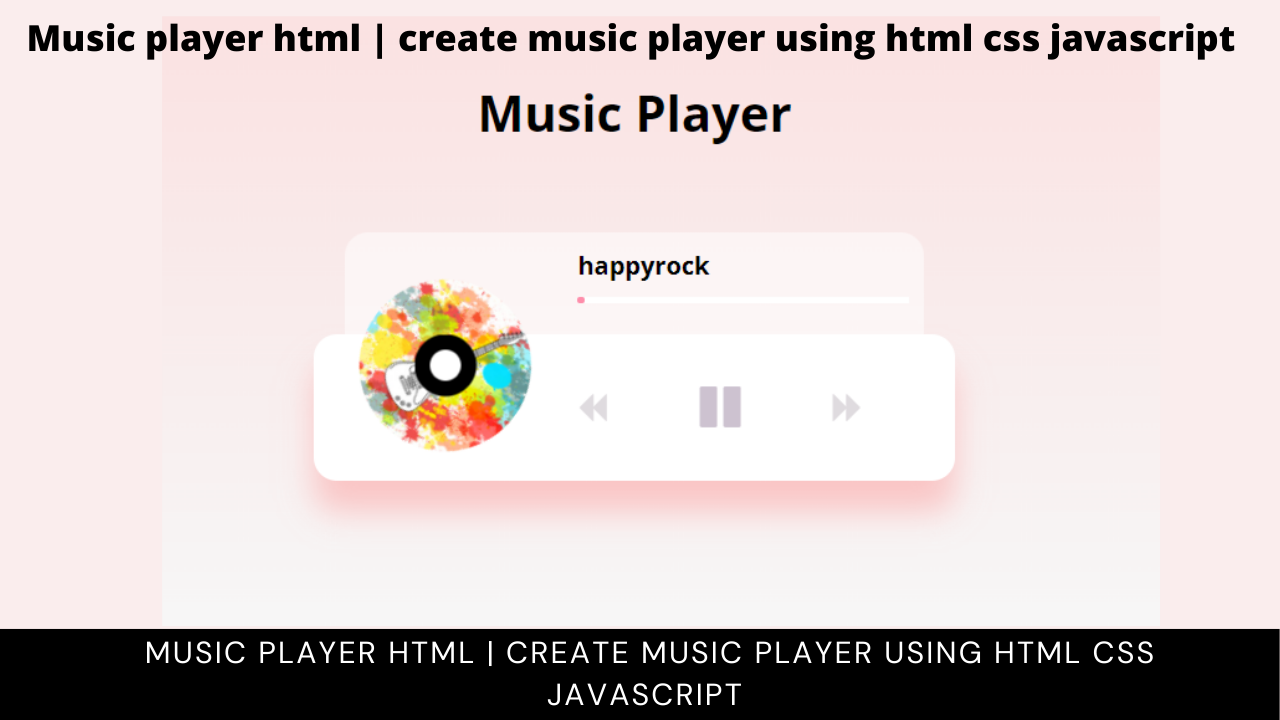 Music player html | create music player using html css javascript
Music Player
happyrock
MUSIC PLAYER HTML | CREATE MUSIC PLAYER USING HTML CSS
JAVASCRIPT